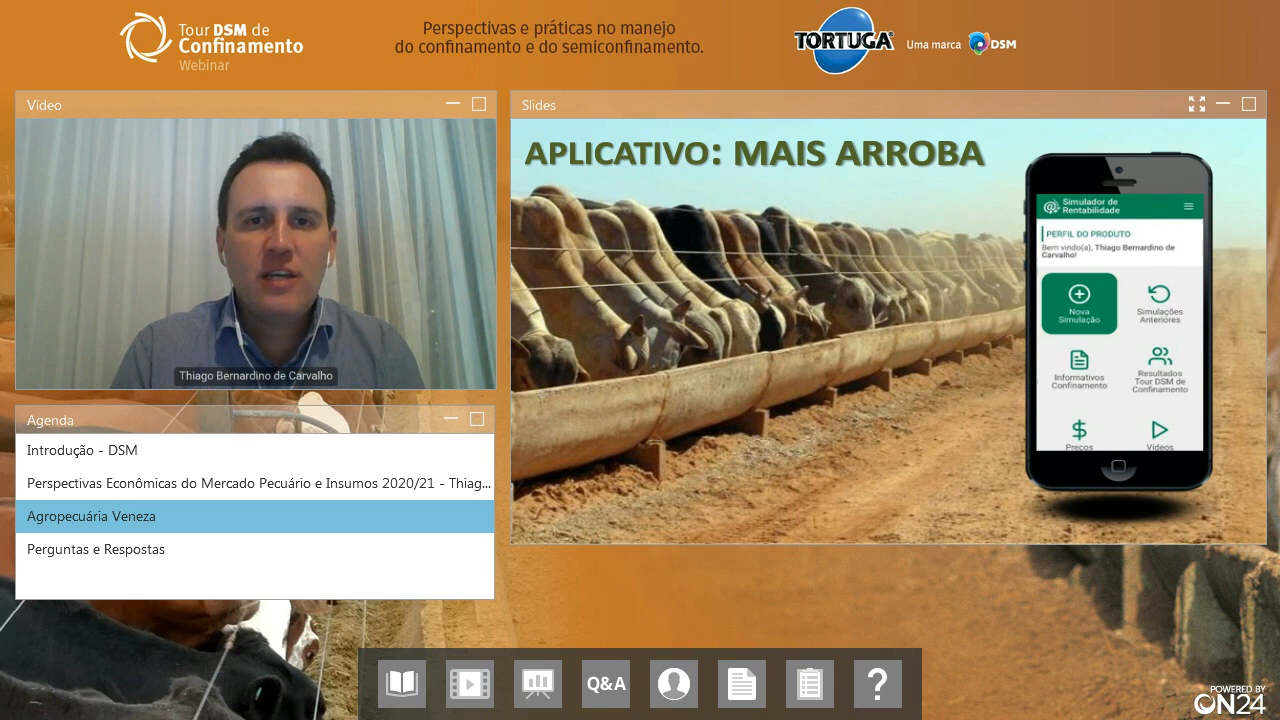 Tour DSM de
Confinamento
Webinar
Perspectivas e práticas no manejo
do confinamento e do semiconfinamento.
TORTUGA
Uma marca DSM
Vídeo
Thiago Bernardino de Carvalho
Slides
APLICATIVO: MAIS ARROBA
Simulador de
Rentabilidade
PERFIL DO PRODUTO
Bem vindo(a), Thiago Bernardino de
Carvalho!
Nova
Simulação
Simulações
Anteriores
Informativos
Confinamento
Resultados
Tour DSM de
Confinamento
Preços
Vídeos
Agenda
Introdução - DSM
Perspectivas Econômicas do Mercado Pecuário e Insumos 2020/21 - Thiag...
Agropecuária Veneza
Perguntas e Respostas
Q&A
?
POWERED BY
ON24